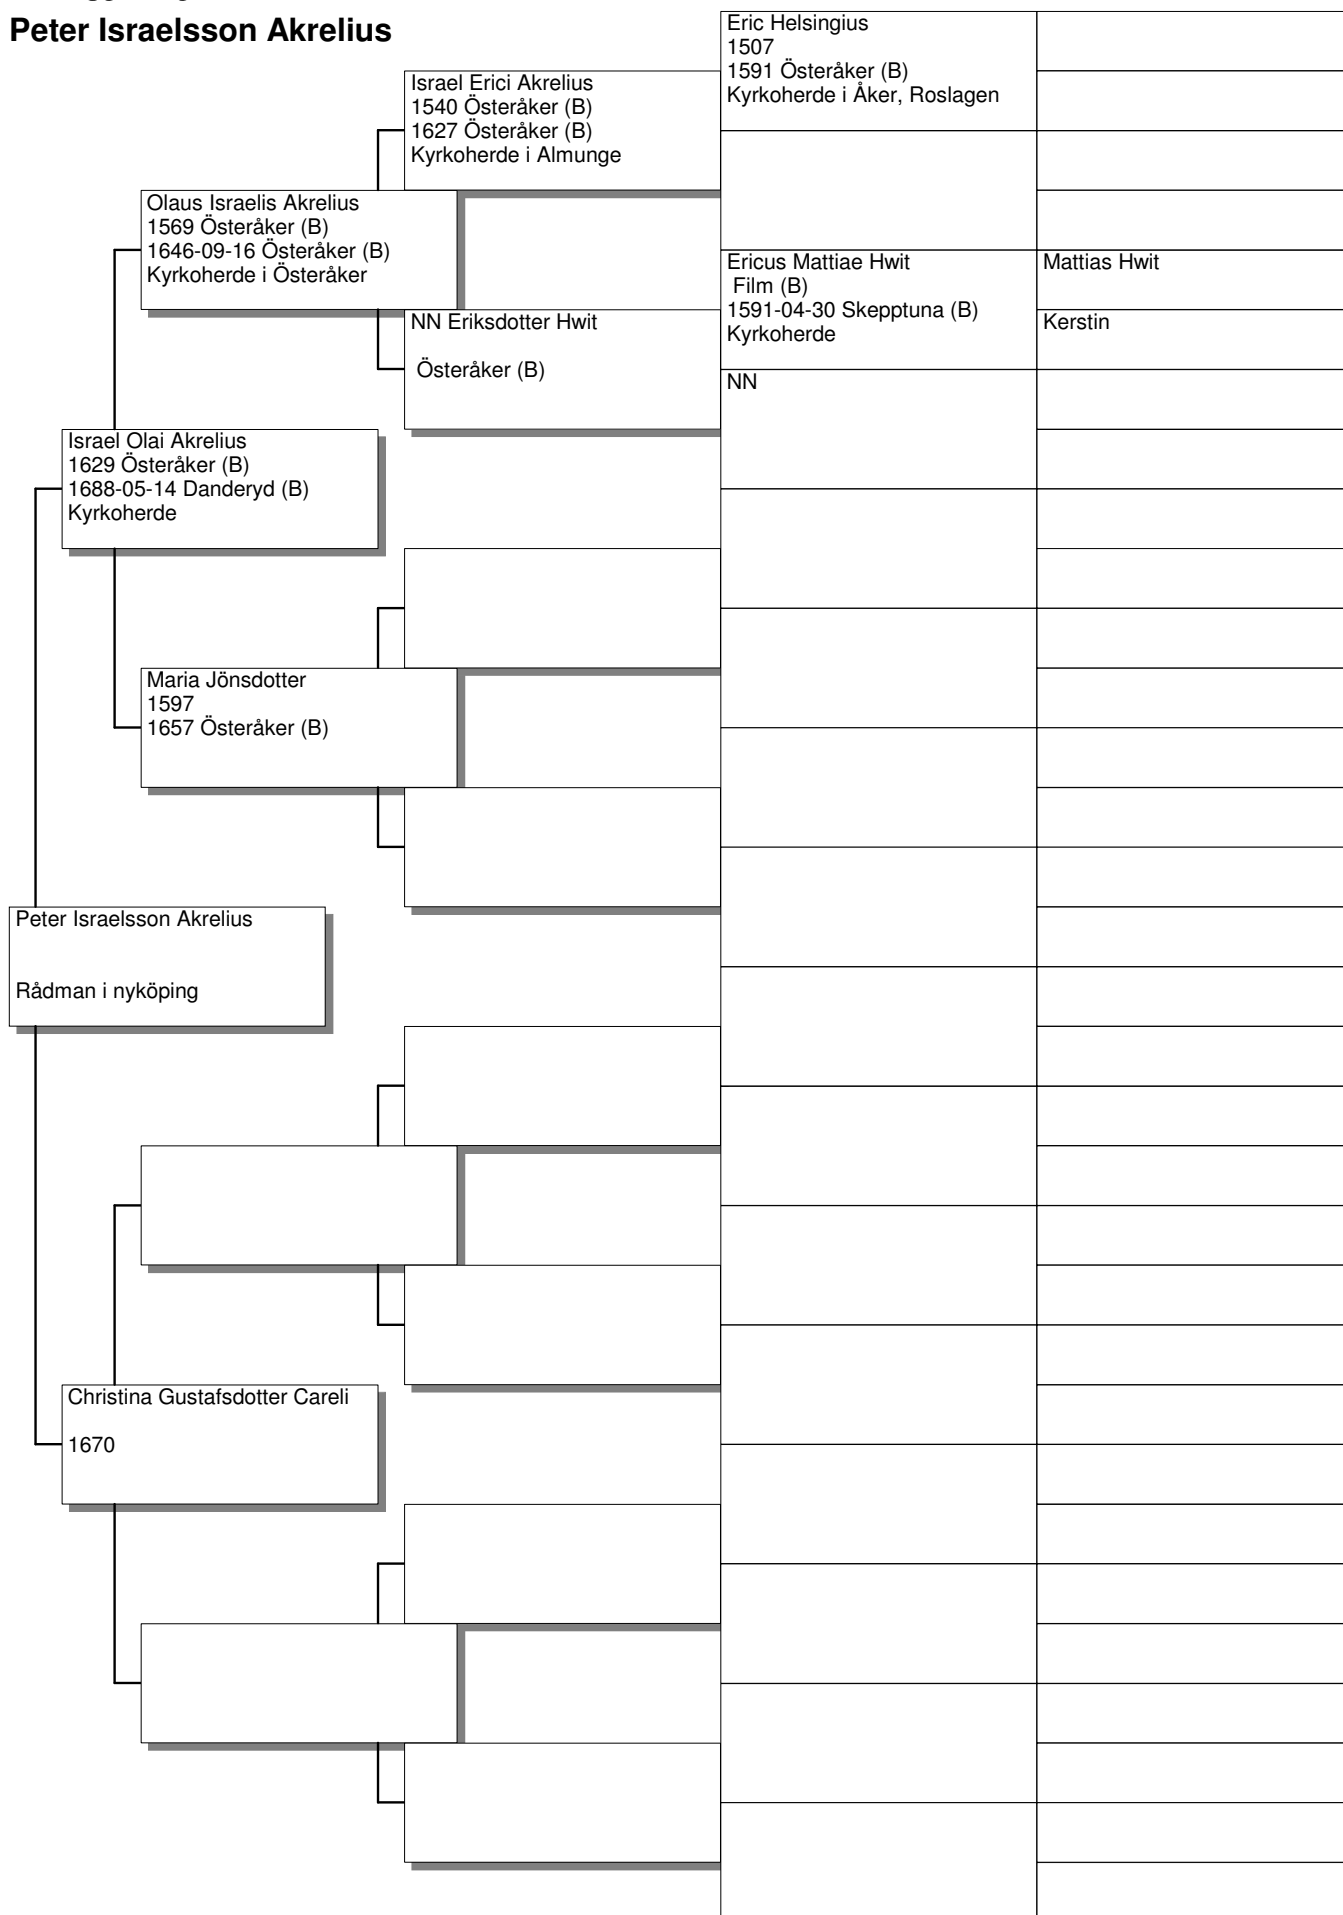 Peter Israelsson Akrelius
Eric Helsingius
1507
1591 Österåker (B)
Kyrkoherde i Åker, Roslagen
Israel Erici Akrelius
1540 Österåker (B)
1627 Österåker (B)
Kyrkoherde i Almunge
Olaus Israelis Akrelius
1569 Österåker (B)
1646-09-16 Österåker (B)
Kyrkoherde i Österåker
Ericus Mattiae Hwit
Film (B)
1591-04-30 Skepptuna (B)
Kyrkoherde
Mattias Hwit
Kerstin
NN Eriksdotter Hwit
Österåker (B)
NN
Israel Olai Akrelius
1629 Österåker (B)
1688-05-14 Danderyd (B)
Kyrkoherde
Maria Jönsdotter
1597
1657 Österåker (B)
Peter Israelsson Akrelius
Rådman i nyköping
Christina Gustafsdotter Careli
1670